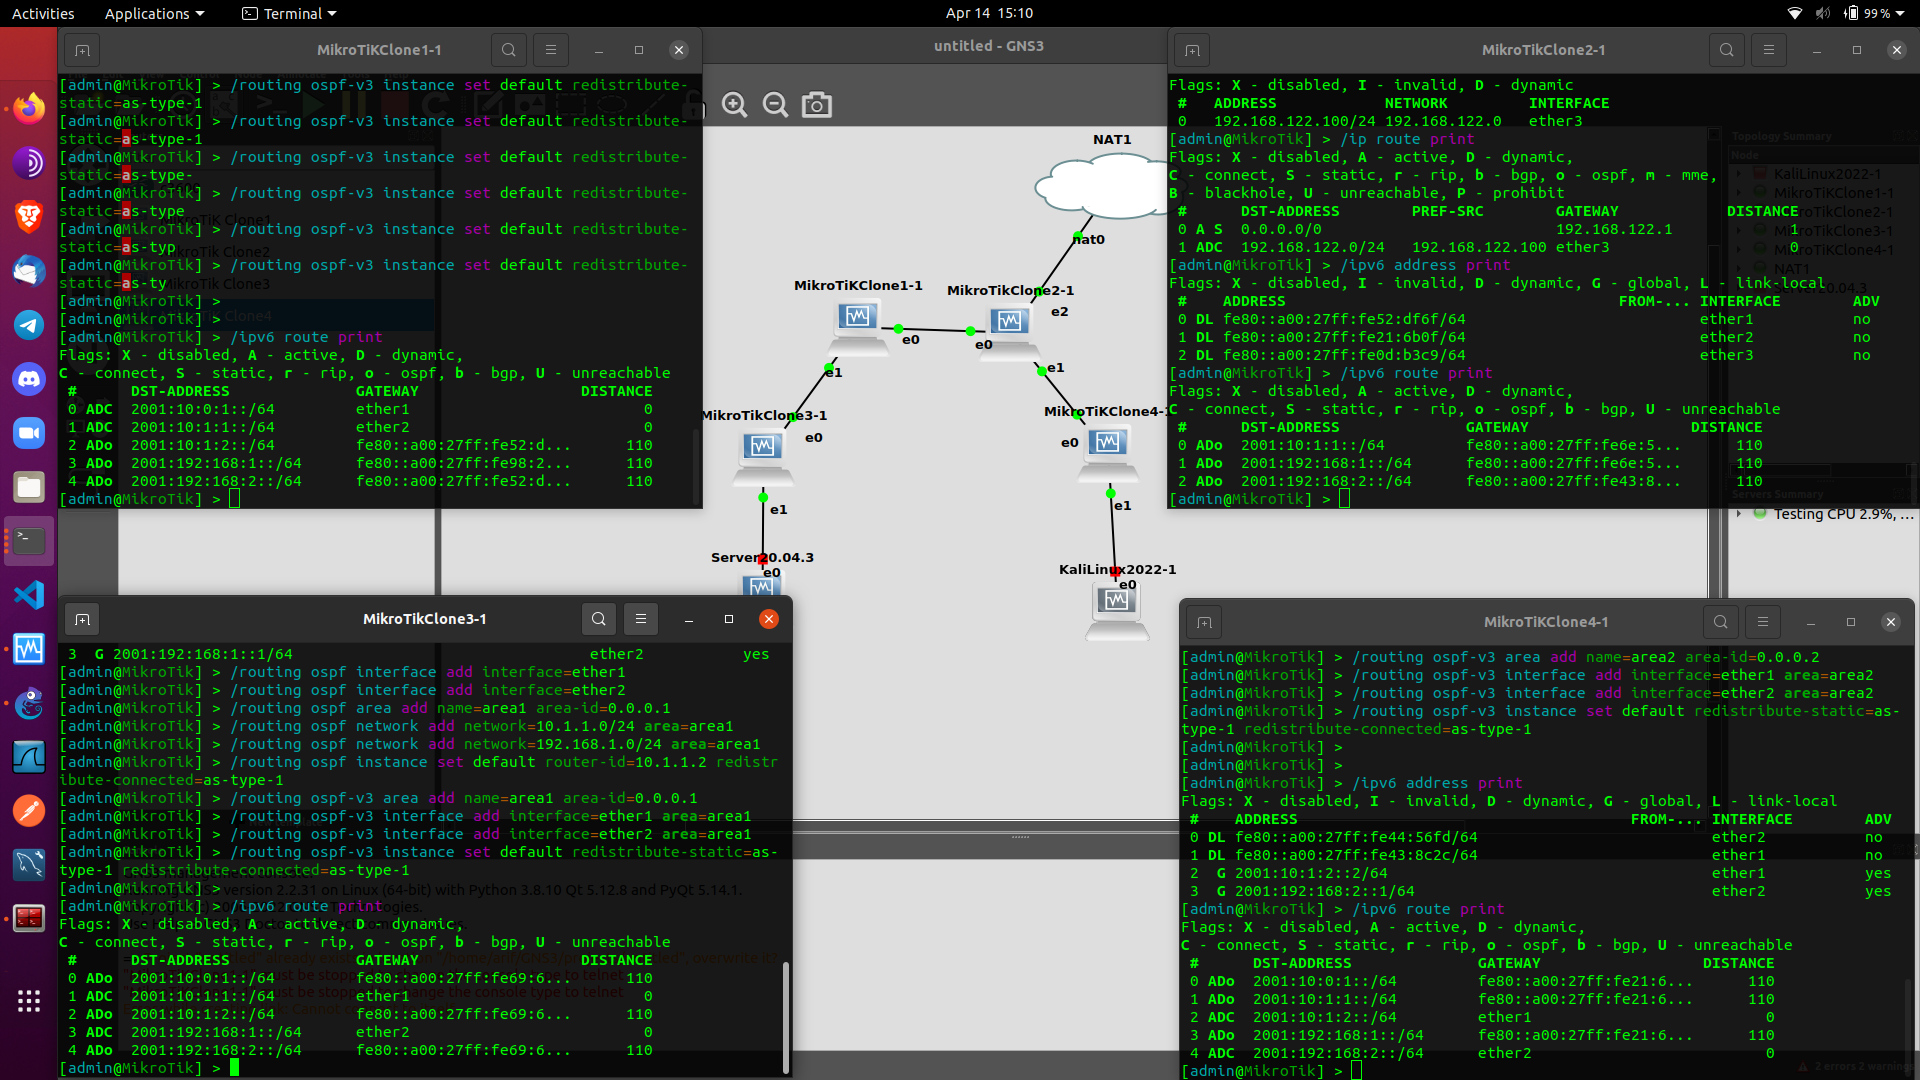 Activities Applications Terminal Apr 14 15:10 99 %
MikroTiKClone1-1
[admin@MikroTik] > /routing ospf-v3 instance set default redistribute-
static=as-type-1
[admin@MikroTik] > /routing ospf-v3 instance set default redistribute-
static=as-type-1
[admin@MikroTik] > /routing ospf-v3 instance set default redistribute-
static=as-type-
[admin@MikroTik] > /routing ospf-v3 instance set default redistribute-
static=as-type
[admin@MikroTik] > /routing ospf-v3 instance set default redistribute-
static=as-typ
[admin@MikroTik] > /routing ospf-v3 instance set default redistribute-
static=as-ty
[admin@MikroTik] >
[admin@MikroTik] >
[admin@MikroTik] > /ipv6 route print
Flags: X - disabled, A - active, D - dynamic,
C - connect, S - static, r - rip, o - ospf, b - bgp, U - unreachable
# DST-ADDRESS GATEWAY DISTANCE
0 ADC 2001:10:0:1::/64 ether1 0
1 ADC 2001:10:1:1::/64 ether2 0
2 ADo 2001:10:1:2::/64 fe80::a00:27ff:fe52:d... 110
3 ADo 2001:192:168:1::/64 fe80::a00:27ff:fe98:2... 110
4 ADo 2001:192:168:2::/64 fe80::a00:27ff:fe52:d... 110
[admin@MikroTik] >
untitled - GNS3
NAT1
nat0
MikroTiKClone1-1
MikroTikClone2-1
e2
e0
e0
e1
e1
MikroTikClone3-1
MikroTiKClone4-
e0
e0
e1
e1
Server20.04.3
e0
KaliLinux2022-1
e0
MikroTikClone2-1
Flags: X - disabled, I - invalid, D - dynamic
# ADDRESS NETWORK INTERFACE
0 192.168.122.100/24 192.168.122.0 ether3
[admin@MikroTik] > /ip route print
Flags: X - disabled, A - active, D - dynamic,
C - connect, S - static, r - rip, b - bgp, o - ospf, m - mme,
B - blackhole, U - unreachable, P - prohibit
# DST-ADDRESS PREF-SRC GATEWAY DISTANCE
0 A S 0.0.0.0/0 192.168.122.1 1
1 ADC 192.168.122.0/24 192.168.122.100 ether3 0
[admin@MikroTik] > /ipv6 address print
Flags: X - disabled, I - invalid, D - dynamic, G - global, L - link-local
# ADDRESS FROM-... INTERFACE ADV
0 DL fe80::a00:27ff:fe52:df6f/64 ether1 no
1 DL fe80::a00:27ff:fe21:6b0f/64 ether2 no
2 DL fe80::a00:27ff:fe0d:b3c9/64 ether3 no
[admin@MikroTik] > /ipv6 route print
Flags: X - disabled, A - active, D - dynamic,
C - connect, S - static, r - rip, o - ospf, b - bgp, U - unreachable
# DST-ADDRESS GATEWAY DISTANCE
0 ADo 2001:10:1:1::/64 fe80::a00:27ff:fe6e:5... 110
1 ADo 2001:192:168:1::/64 fe80::a00:27ff:fe6e:5... 110
2 ADo 2001:192:168:2::/64 fe80::a00:27ff:fe43:8... 110
[admin@MikroTik] >
Topology Summary
Node
KaliLinux2022-1
MikroTiKClone1-1
MikroTiKClone4-1
NAT1
Servers Summary
Testing CPU 2.9%, ...
MikroTikClone3-1
3 G 2001:192:168:1::1/64 ether2 yes
[admin@MikroTik] > /routing ospf interface add interface=ether1
[admin@MikroTik] > /routing ospf interface add interface=ether2
[admin@MikroTik] > /routing ospf area add name=area1 area-id=0.0.0.1
[admin@MikroTik] > /routing ospf network add network=10.1.1.0/24 area=area1
[admin@MikroTik] > /routing ospf network add network=192.168.1.0/24 area=area1
[admin@MikroTik] > /routing ospf instance set default router-id=10.1.1.2 redistr
ibute-connected=as-type-1
[admin@MikroTik] > /routing ospf-v3 area add name=area1 area-id=0.0.0.1
[admin@MikroTik] > /routing ospf-v3 interface add interface=ether1 area=area1
[admin@MikroTik] > /routing ospf-v3 interface add interface=ether2 area=area1
[admin@MikroTik] > /routing ospf-v3 instance set default redistribute-static=as-
type-1 redistribute-connected=as-type-1
[admin@MikroTik] >
[admin@MikroTik] > /ipv6 route print
Flags: X - disabled, A - active, D - dynamic,
C - connect, S - static, r - rip, o - ospf, b - bgp, U - unreachable
# DST-ADDRESS GATEWAY DISTANCE
0 ADo 2001:10:0:1::/64 fe80::a00:27ff:fe69:6... 110
1 ADC 2001:10:1:1::/64 ether1 0
2 ADo 2001:10:1:2::/64 fe80::a00:27ff:fe69:6... 110
3 ADC 2001:192:168:1::/64 ether2 0
4 ADo 2001:192:168:2::/64 fe80::a00:27ff:fe69:6... 110
[admin@MikroTik] >
MikroTiKClone4-1
[admin@MikroTik] > /routing ospf-v3 area add name=area2 area-id=0.0.0.2
[admin@MikroTik] > /routing ospf-v3 interface add interface=ether1 area=area2
[admin@MikroTik] > /routing ospf-v3 interface add interface=ether2 area=area2
[admin@MikroTik] > /routing ospf-v3 instance set default redistribute-static=as-
type-1 redistribute-connected=as-type-1
[admin@MikroTik] >
[admin@MikroTik] >
[admin@MikroTik] > /ipv6 address print
Flags: X - disabled, I - invalid, D - dynamic, G - global, L - link-local
# ADDRESS FROM-... INTERFACE ADV
0 DL fe80::a00:27ff:fe44:56fd/64 ether2 no
1 DL fe80::a00:27ff:fe43:8c2c/64 ether1 no
2 G 2001:10:1:2::2/64 ether1 yes
3 G 2001:192:168:2::1/64 ether2 yes
[admin@MikroTik] > /ipv6 route print
Flags: X - disabled, A - active, D - dynamic,
C - connect, S - static, r - rip, o - ospf, b - bgp, U - unreachable
# DST-ADDRESS GATEWAY DISTANCE
0 ADo 2001:10:0:1::/64 fe80::a00:27ff:fe21:6... 110
1 ADo 2001:10:1:1::/64 fe80::a00:27ff:fe21:6... 110
2 ADC 2001:10:1:2::/64 ether1 0
3 ADo 2001:192:168:1::/64 fe80::a00:27ff:fe21:6... 110
4 ADC 2001:192:168:2::/64 ether2 0
[admin@MikroTik] >
2 errors 2 warnings